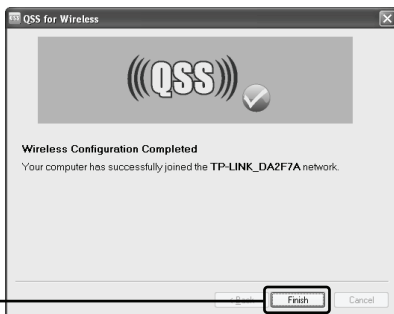 QSS for Wireless
(((QSS)))
Wireless Configuration Completed
Your computer has successfully joined the TP-LINK_DA2F7A network.
Finish
Cancel